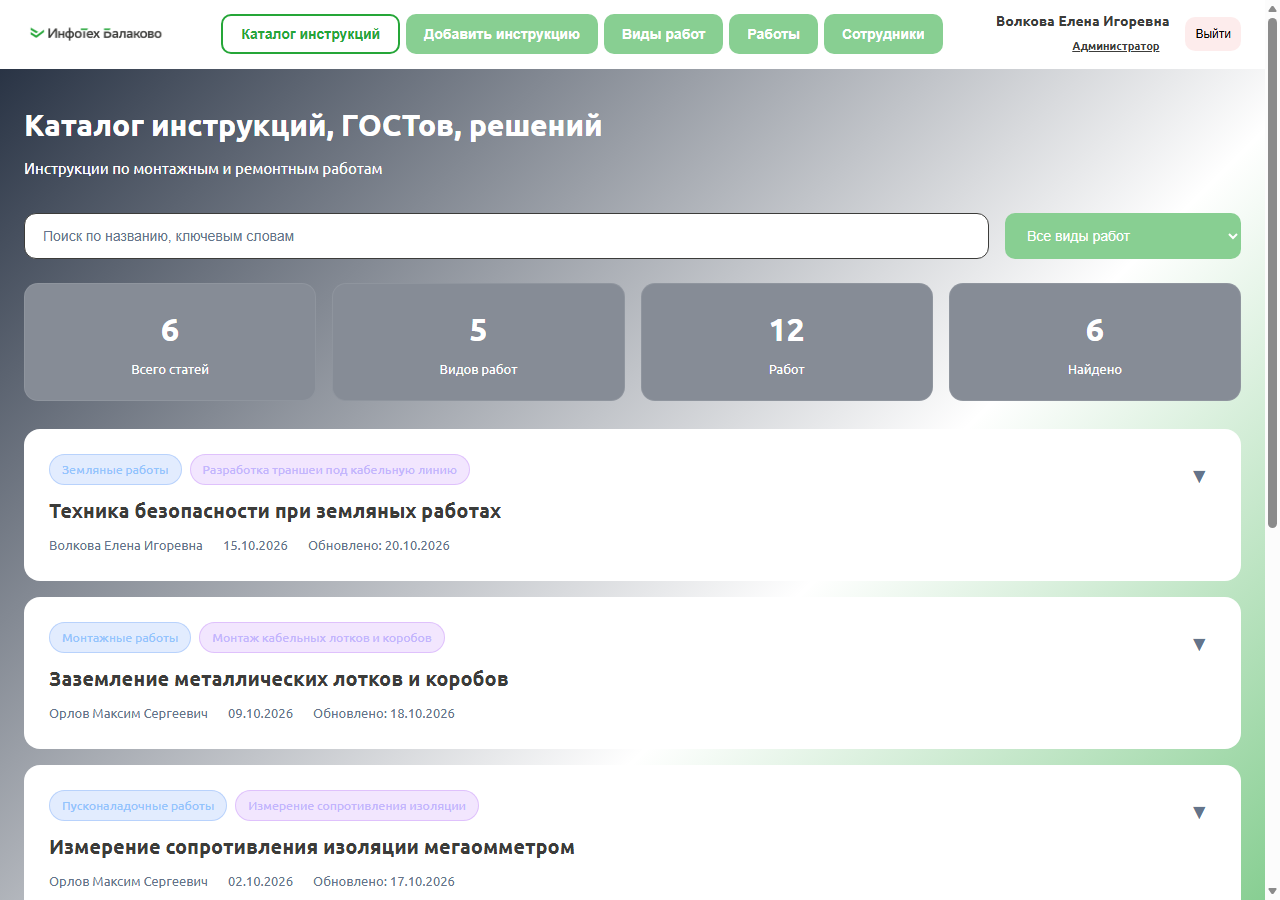 ИнфоТех Балаково
Каталог инструкций
Добавить инструкцию
Виды работ
Работы
Сотрудники
Волкова Елена Игоревна
Администратор
Выйти
Каталог инструкций, ГОСТов, решений
Инструкции по монтажным и ремонтным работам
Поиск по названию, ключевым словам
Все виды работ
6
Всего статей
5
Видов работ
12
Работ
6
Найдено
Земляные работы
Разработка траншеи под кабельную линию
Техника безопасности при земляных работах
Волкова Елена Игоревна 15.10.2026 Обновлено: 20.10.2026
Монтажные работы
Монтаж кабельных лотков и коробов
Заземление металлических лотков и коробов
Орлов Максим Сергеевич 09.10.2026 Обновлено: 18.10.2026
Пусконаладочные работы
Измерение сопротивления изоляции
Измерение сопротивления изоляции мегаомметром
Орлов Максим Сергеевич 02.10.2026 Обновлено: 17.10.2026